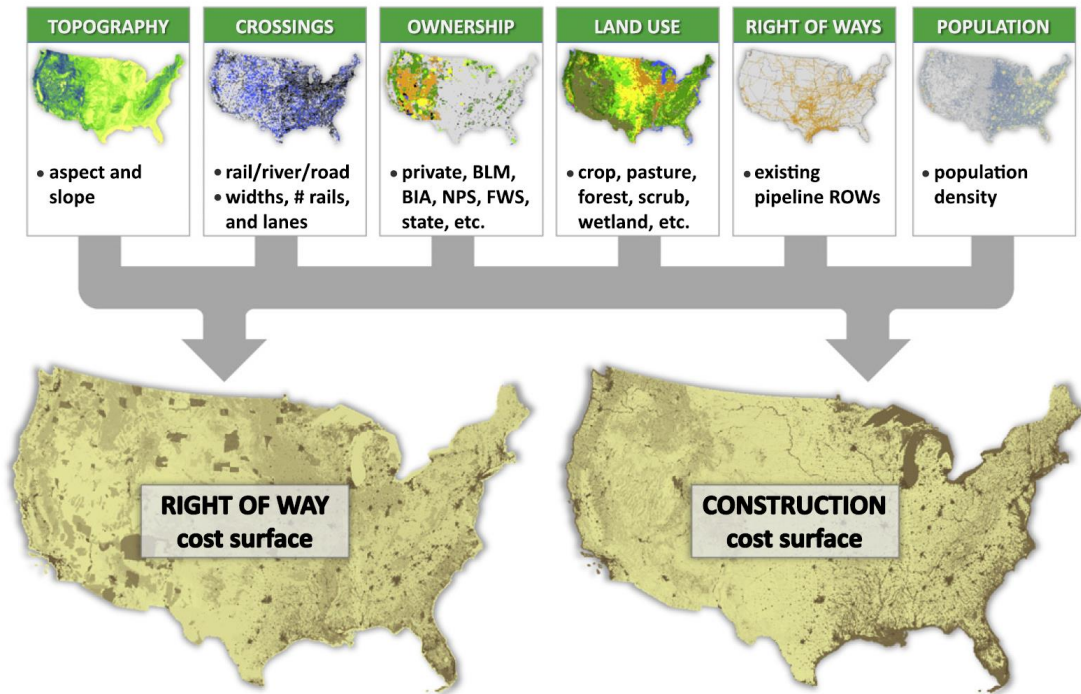 TOPOGRAPHY
• aspect and
slope
CROSSINGS
• rail/river/road
• widths, # rails,
and lanes
OWNERSHIP
• private, BLM,
BIA, NPS, FWS,
state, etc.
LAND USE
• crop, pasture,
forest, scrub,
wetland, etc.
RIGHT OF WAYS
• existing
pipeline ROWs
POPULATION
• population
density
RIGHT OF WAY
cost surface
CONSTRUCTION
cost surface